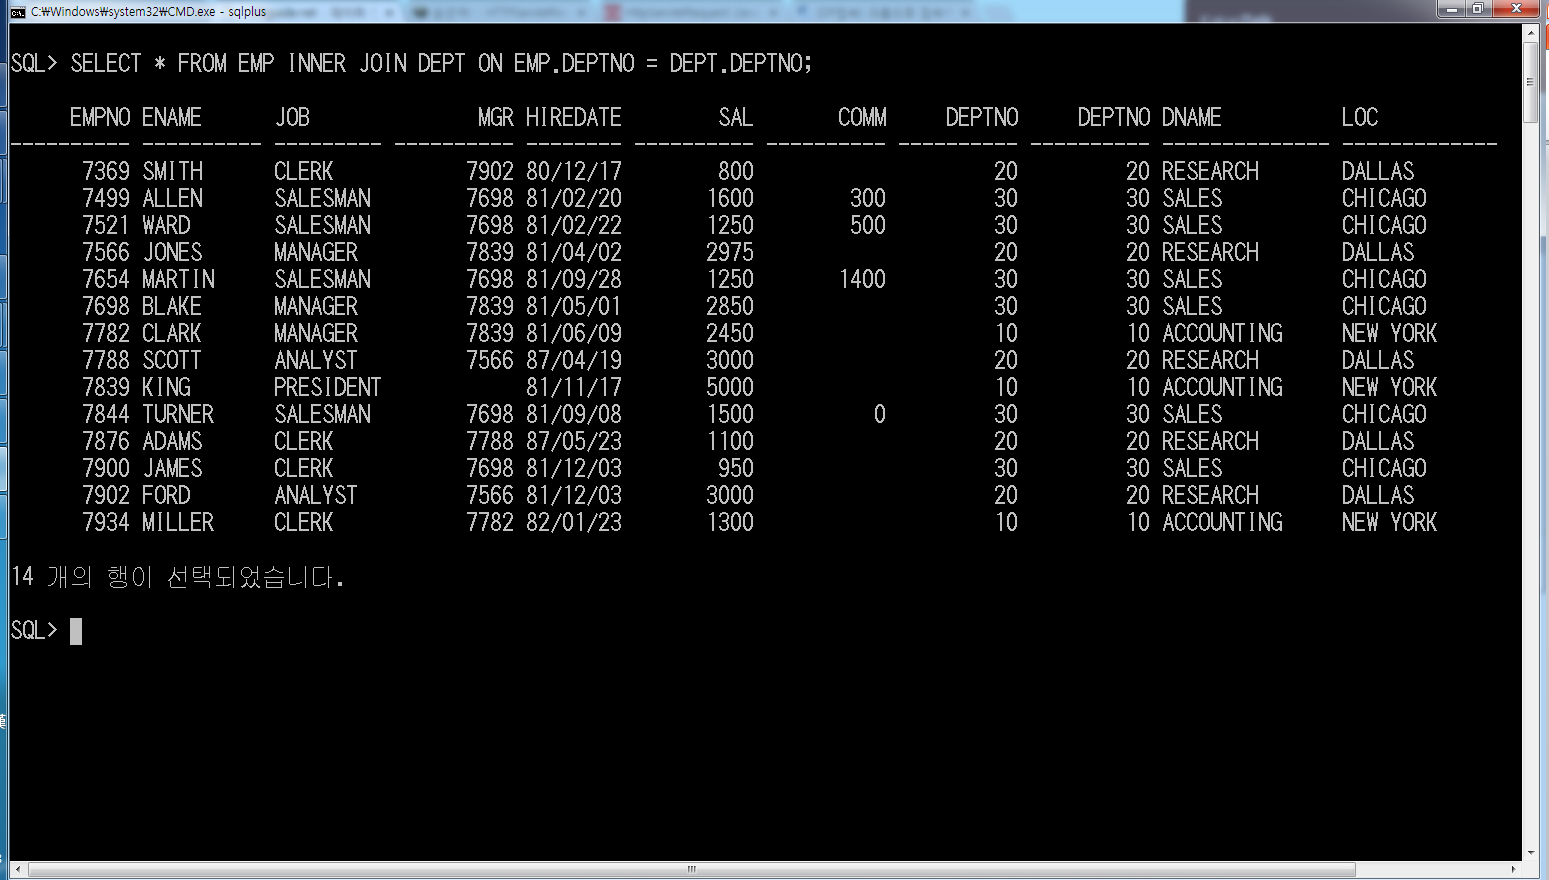 C:₩Windows₩system32₩CMD.exe - sqlplus
SQL> SELECT * FROM EMP INNER JOIN DEPT ON EMP.DEPTNO = DEPT.DEPTNO;
     EMPNO ENAME      JOB              MGR HIREDATE        SAL       COMM     DEPTNO     DEPTNO DNAME          LOC
---------- ---------- --------- ---------- -------- ---------- ---------- ---------- ---------- -------------- -------------
      7369 SMITH      CLERK           7902 80/12/17        800                    20         20 RESEARCH       DALLAS
      7499 ALLEN      SALESMAN        7698 81/02/20       1600        300         30         30 SALES          CHICAGO
      7521 WARD       SALESMAN        7698 81/02/22       1250        500         30         30 SALES          CHICAGO
      7566 JONES      MANAGER         7839 81/04/02       2975                    20         20 RESEARCH       DALLAS
      7654 MARTIN     SALESMAN        7698 81/09/28       1250       1400         30         30 SALES          CHICAGO
      7698 BLAKE      MANAGER         7839 81/05/01       2850                    30         30 SALES          CHICAGO
      7782 CLARK      MANAGER         7839 81/06/09       2450                    10         10 ACCOUNTING     NEW YORK
      7788 SCOTT      ANALYST         7566 87/04/19       3000                    20         20 RESEARCH       DALLAS
      7839 KING       PRESIDENT            81/11/17       5000                    10         10 ACCOUNTING     NEW YORK
      7844 TURNER     SALESMAN        7698 81/09/08       1500          0         30         30 SALES          CHICAGO
      7876 ADAMS      CLERK           7788 87/05/23       1100                    20         20 RESEARCH       DALLAS
      7900 JAMES      CLERK           7698 81/12/03        950                    30         30 SALES          CHICAGO
      7902 FORD       ANALYST         7566 81/12/03       3000                    20         20 RESEARCH       DALLAS
      7934 MILLER     CLERK           7782 82/01/23       1300                    10         10 ACCOUNTING     NEW YORK
14 개의 행이 선택되었습니다.
SQL>